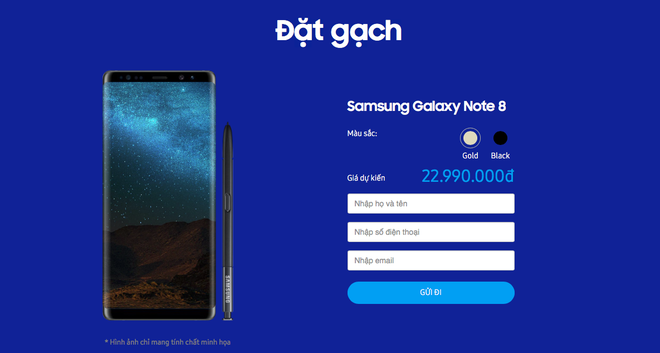 Đặt gạch
Samsung Galaxy Note 8
Màu sắc:
Gold
Black
Giá dự kiến
22.990.000đ
Nhập họ và tên
Nhập số điện thoại
Nhập email
GỬI ĐI
SAMSUNG
* Hình ảnh chỉ mang tính chất minh họa